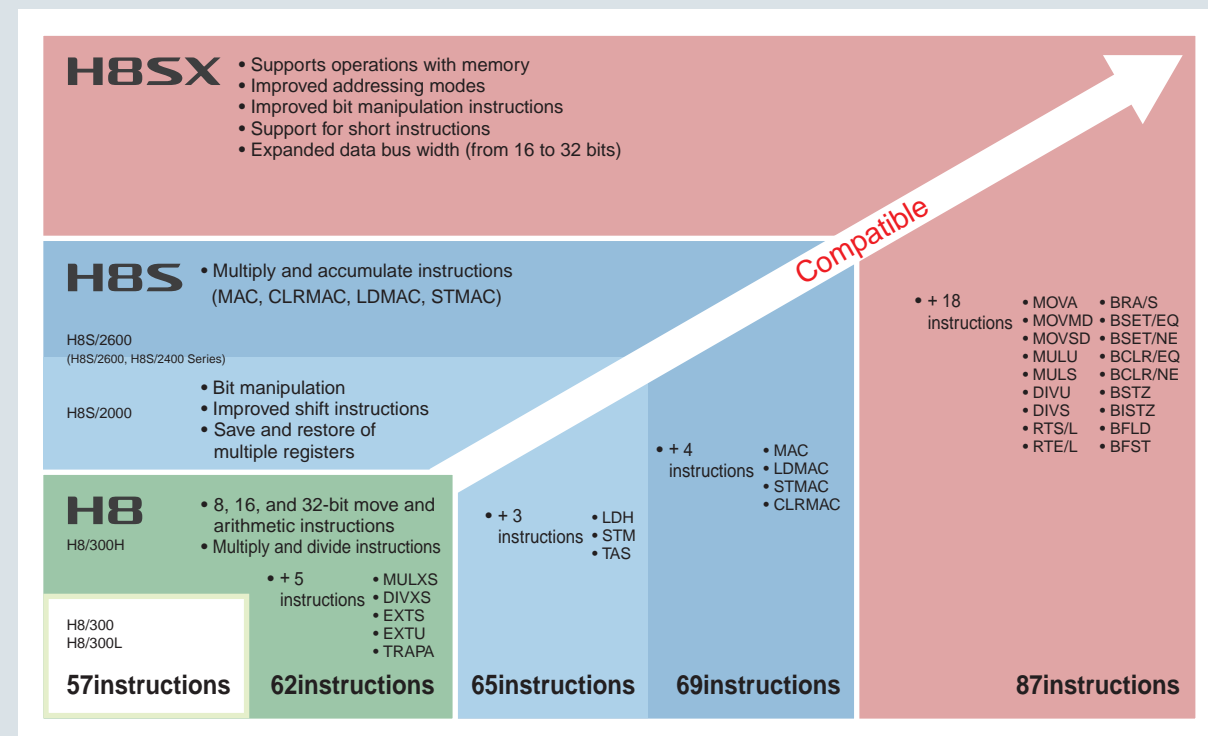 H8SX
• Supports operations with memory
• Improved addressing modes
• Improved bit manipulation instructions
• Support for short instructions
• Expanded data bus width (from 16 to 32 bits)
Compatible
H8S
• Multiply and accumulate instructions
(MAC, CLRMAC, LDMAC, STMAC)
H8S/2600
(H8S/2600, H8S/2400 Series)
H8S/2000
• Bit manipulation
• Improved shift instructions
• Save and restore of
multiple registers
H8
H8/300H
• 8, 16, and 32-bit move and
arithmetic instructions
• Multiply and divide instructions
• + 5
instructions
• MULXS
• DIVXS
• EXTS
• EXTU
• TRAPA
H8/300
H8/300L
• + 3
instructions
• LDH
• STM
• TAS
• + 4
instructions
• MAC
• LDMAC
• STMAC
• CLRMAC
• + 18
instructions
• MOVA
• MOVMD
• MOVSD
• MULU
• MULS
• DIVU
• DIVS
• RTS/L
• RTE/L
• BRA/S
• BSET/EQ
• BSET/NE
• BCLR/EQ
• BCLR/NE
• BSTZ
• BISTZ
• BFLD
• BFST
57instructions
62instructions
65instructions
69instructions
87instructions